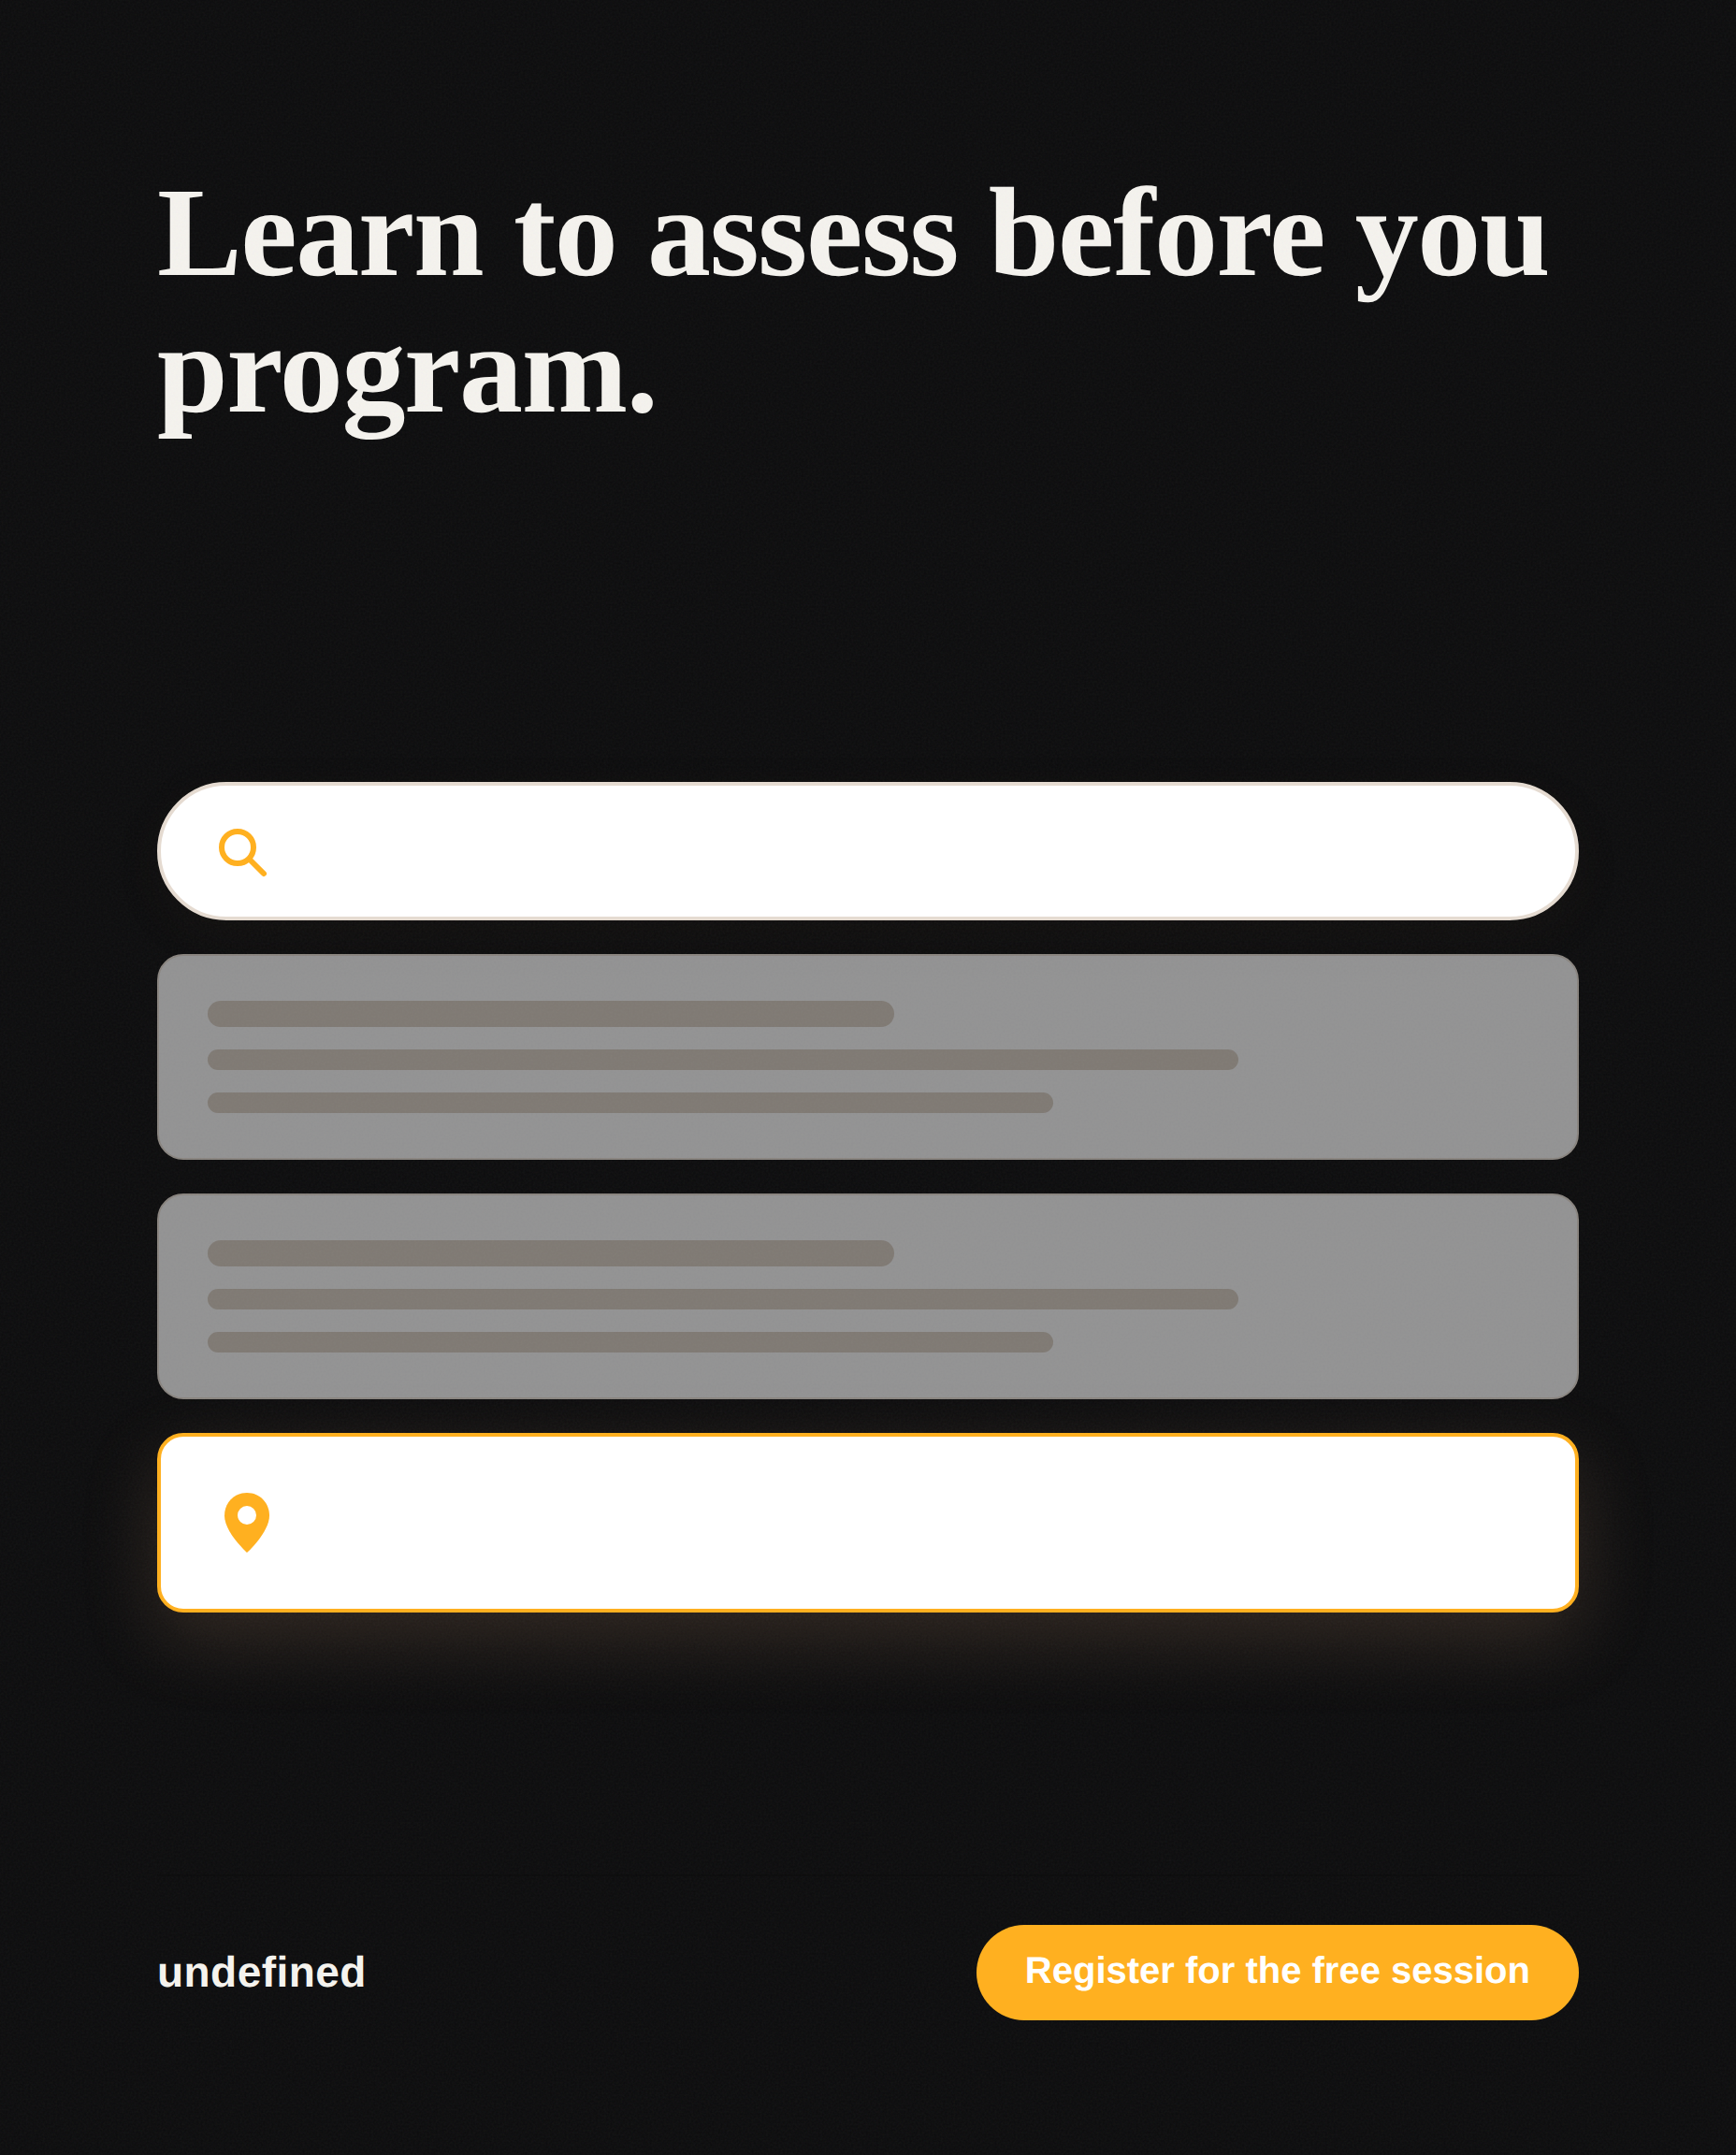 Learn to assess before you
program.
undefined
Register for the free session